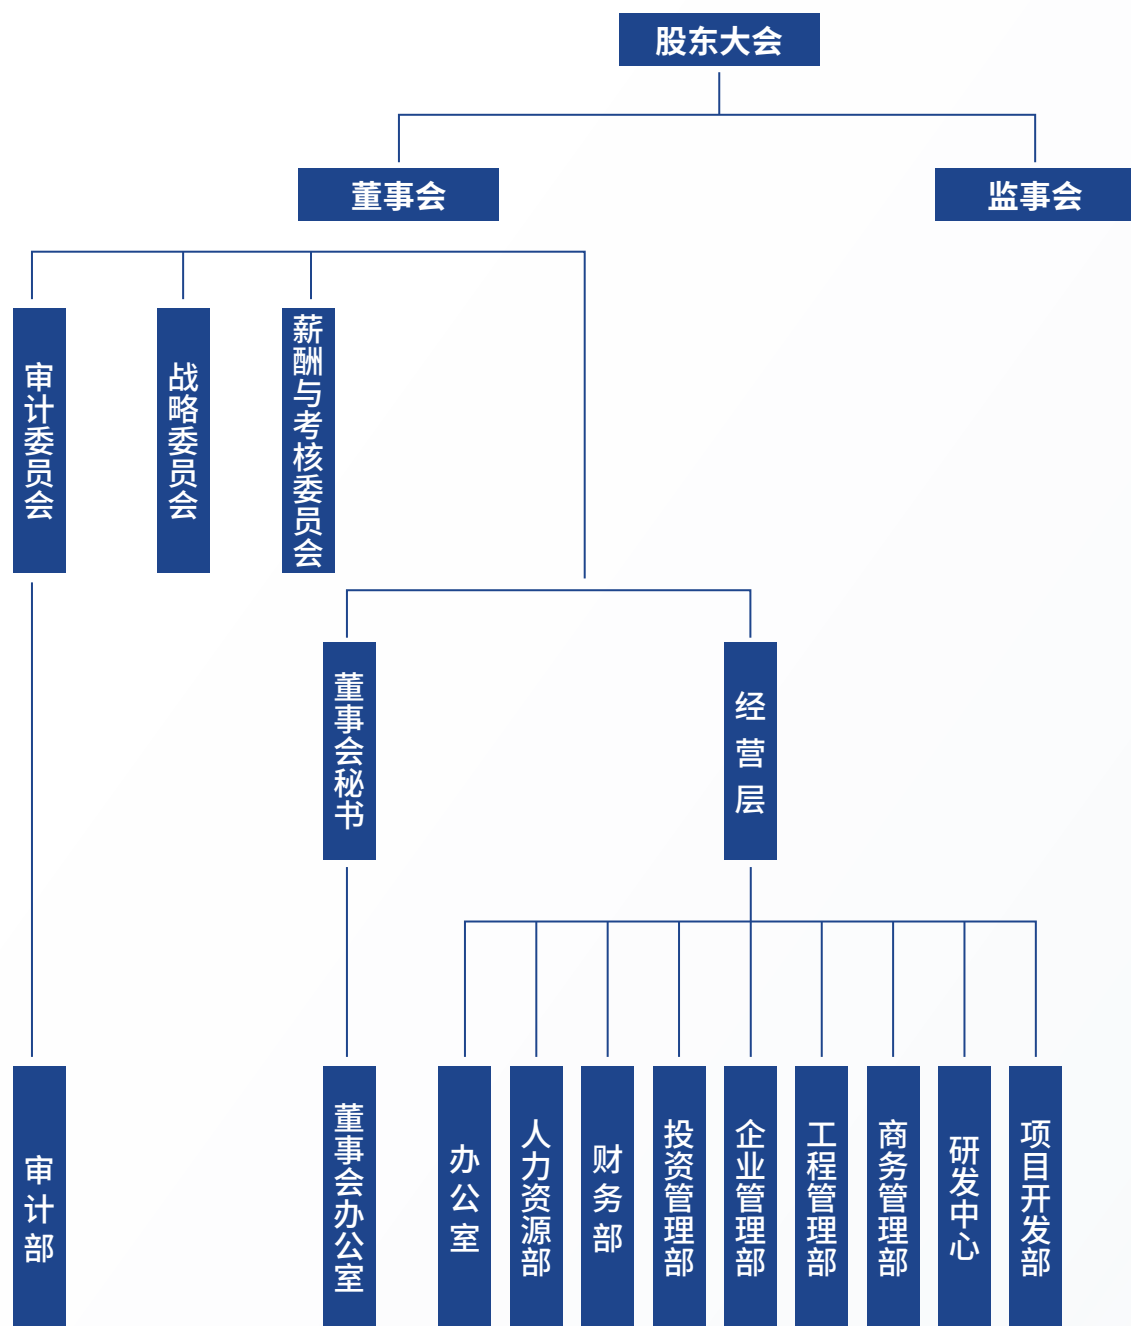 股东大会
董事会
监事会
审计委员会
战略委员会
薪酬与考核委员会
董事会秘书
经营层
审计部
董事会办公室
办公室
人力资源部
财务部
投资管理部
企业管理部
工程管理部
商务管理部
研发中心
项目开发部